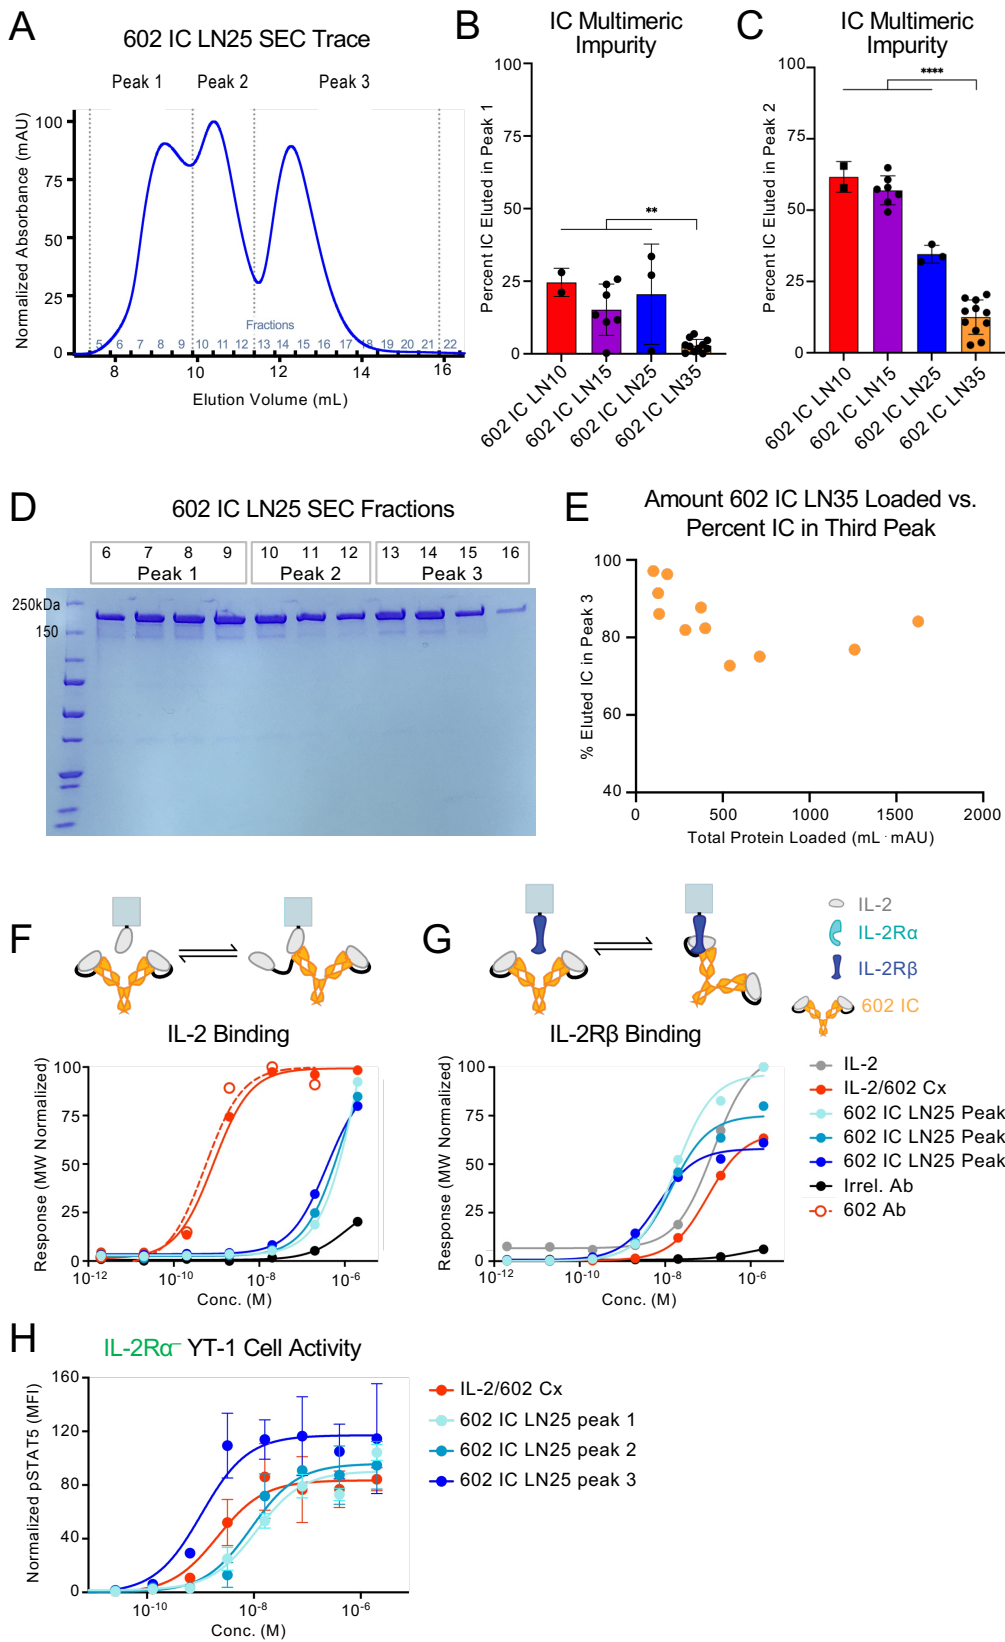 A
602 IC LN25 SEC Trace
Peak 1 Peak 2 Peak 3
Normalized Absorbance (mAU)
100
75
50
25
0
Fractions
5 6 7 8 9 10 11 12 13 14 15 16 17 18 19 20 21 22
8 10 12 14 16
Elution Volume (mL)
B
IC Multimeric
Impurity
Percent IC Eluted in Peak 1
100
75
50
25
0
**
602 IC LN10
602 IC LN15
602 IC LN25
602 IC LN35
C
IC Multimeric
Impurity
Percent IC Eluted in Peak 2
100
75
50
25
0
****
602 IC LN10
602 IC LN15
602 IC LN25
602 IC LN35
D
602 IC LN25 SEC Fractions
6 7 8 9 10 11 12 13 14 15 16
Peak 1 Peak 2 Peak 3
250kDa
150
E
Amount 602 IC LN35 Loaded vs.
Percent IC in Third Peak
% Eluted IC in Peak 3
100
80
60
40
0 500 1000 1500 2000
Total Protein Loaded (mL · mAU)
F
IL-2 Binding
Response (MW Normalized)
100
75
50
25
0
10-12 10-10 10-8 10-6
Conc. (M)
G
IL-2Rβ Binding
Response (MW Normalized)
100
75
50
25
0
10-12 10-10 10-8 10-6
Conc. (M)
IL-2
IL-2Rα
IL-2Rβ
602 IC
IL-2
IL-2/602 Cx
602 IC LN25 Peak
602 IC LN25 Peak
602 IC LN25 Peak
Irrel. Ab
602 Ab
H
IL-2Rα− YT-1 Cell Activity
Normalized pSTAT5 (MFI)
160
120
80
40
0
10-10 10-8 10-6
Conc. (M)
IL-2/602 Cx
602 IC LN25 peak 1
602 IC LN25 peak 2
602 IC LN25 peak 3